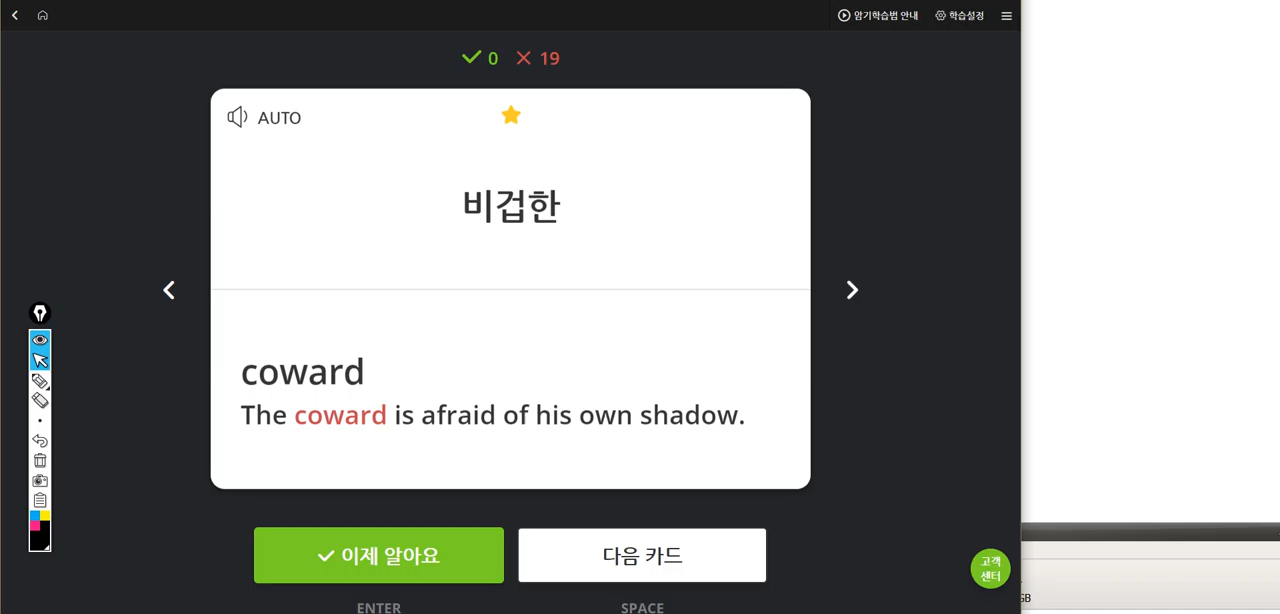 암기학습법 안내 학습설정
0 19
AUTO
비겁한
coward
The coward is afraid of his own shadow.
이제 알아요 다음 카드
고객
센터
ENTER SPACE
GB